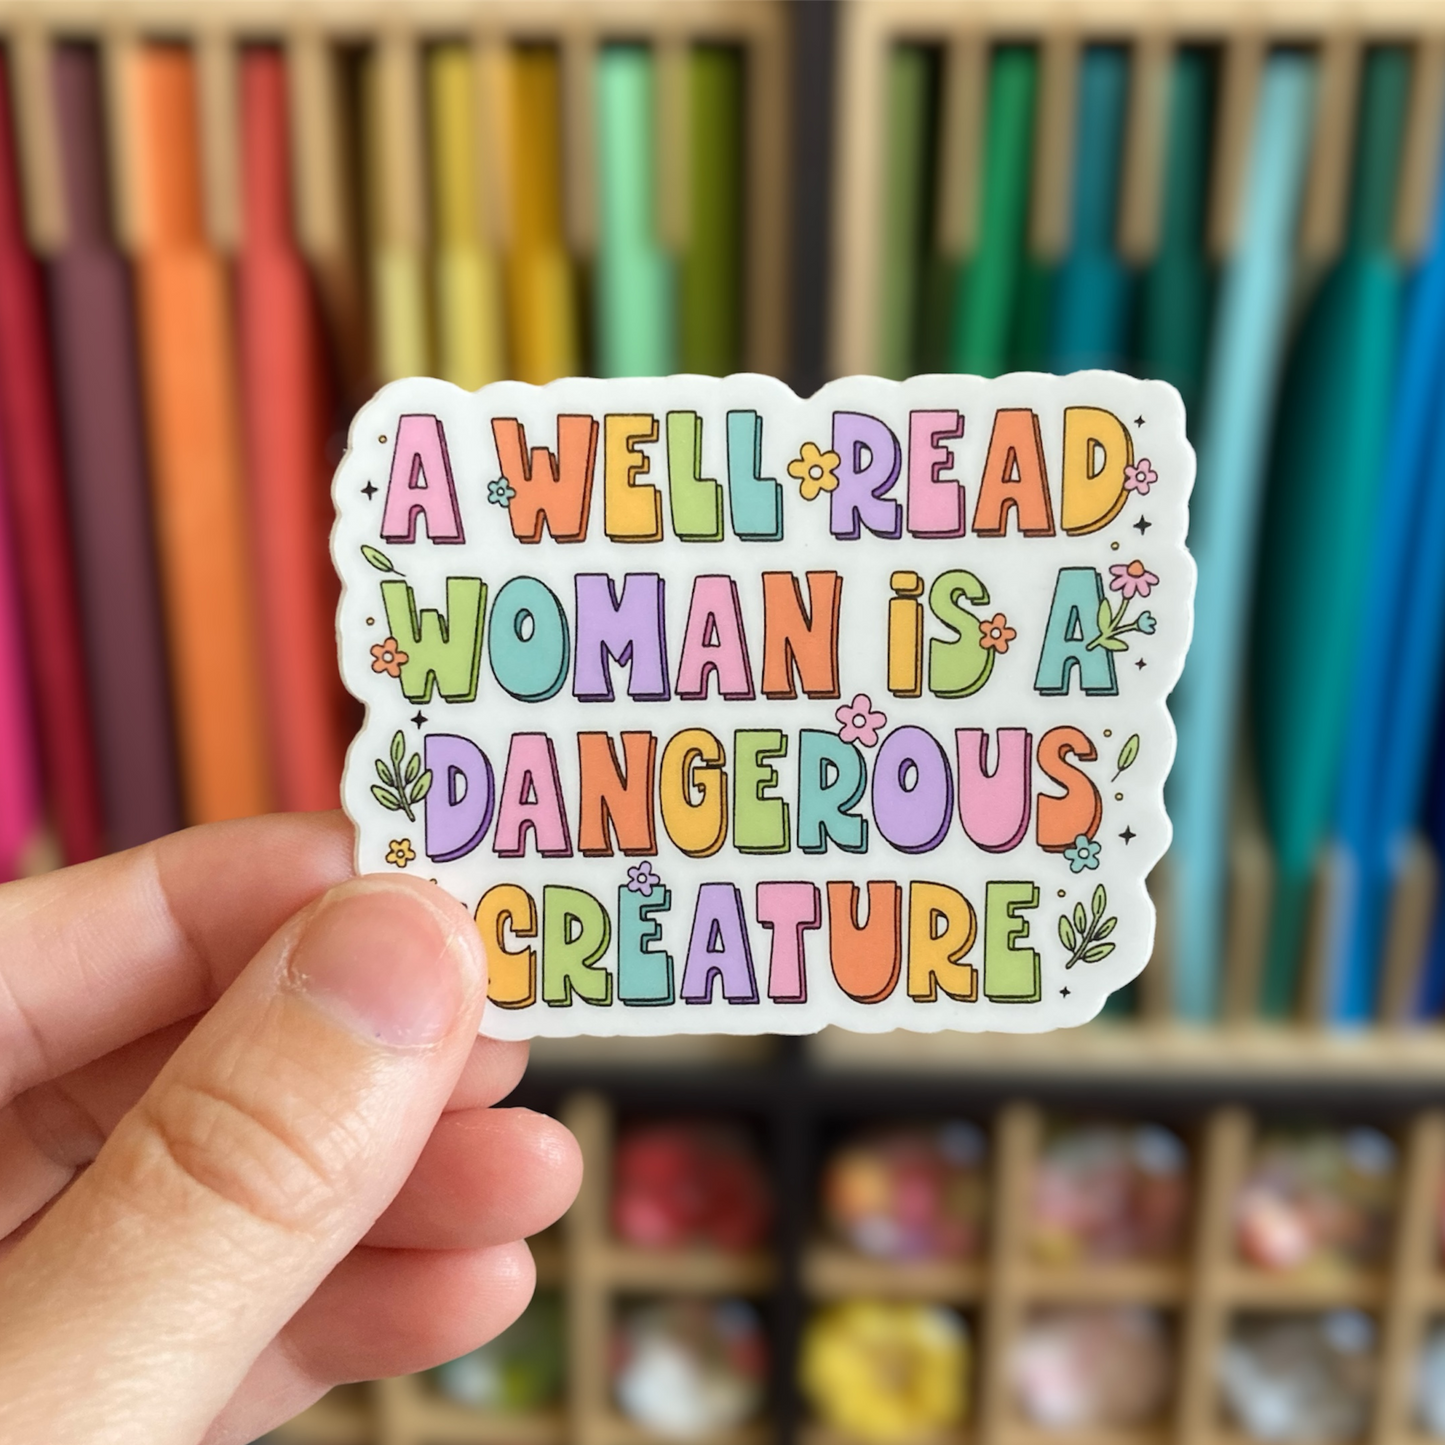 A WELL READ
WOMAN iS A
DANGEROUS
CREATURE